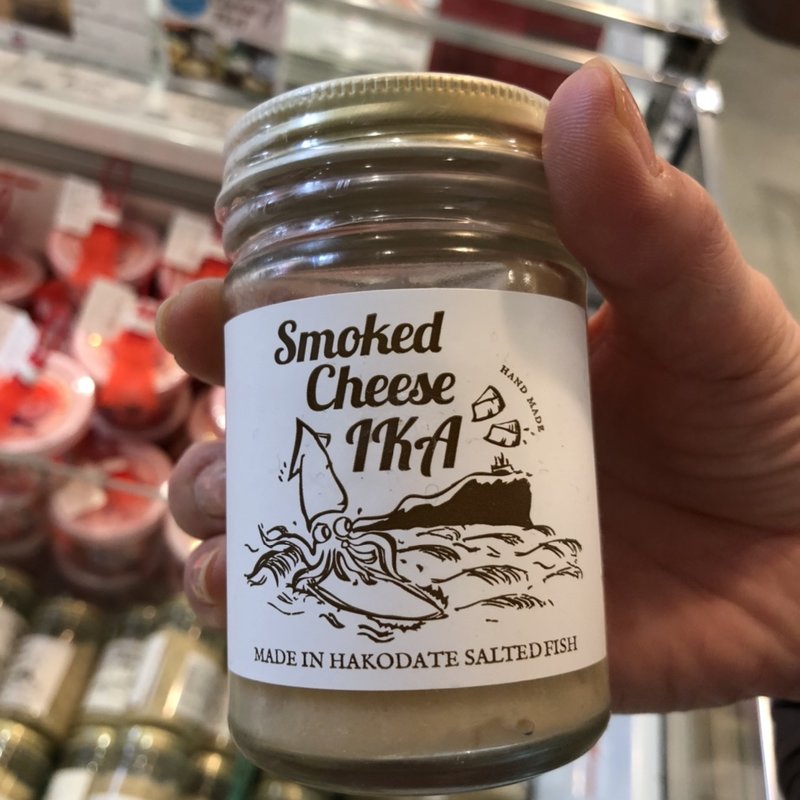 Smoked
Cheese
IKA
HAND MADE
MADE IN HAKODATE SALTED FISH